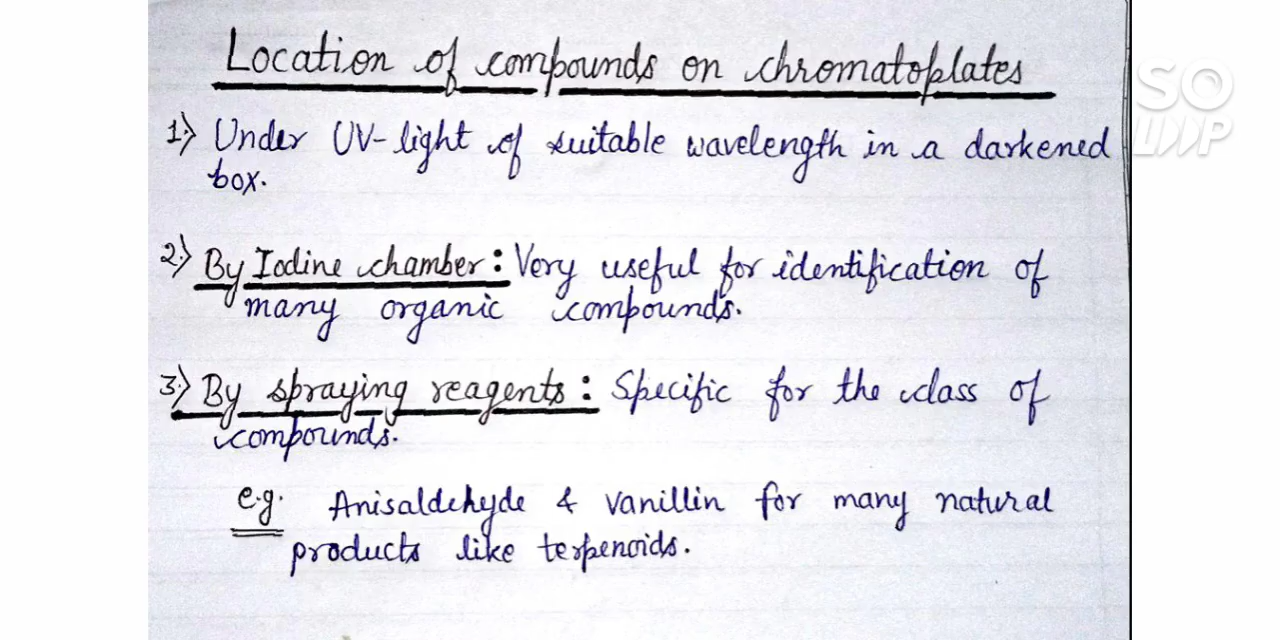 Location of compounds on chromatoplates
1.) Under UV-light of suitable wavelength in a darkened
box.
2.) By Iodine chamber : Very useful for identification of
many organic compounds.
3.) By spraying reagents : Specific for the class of
compounds.
e.g. Anisaldehyde & vanillin for many natural
products like terpenoids.